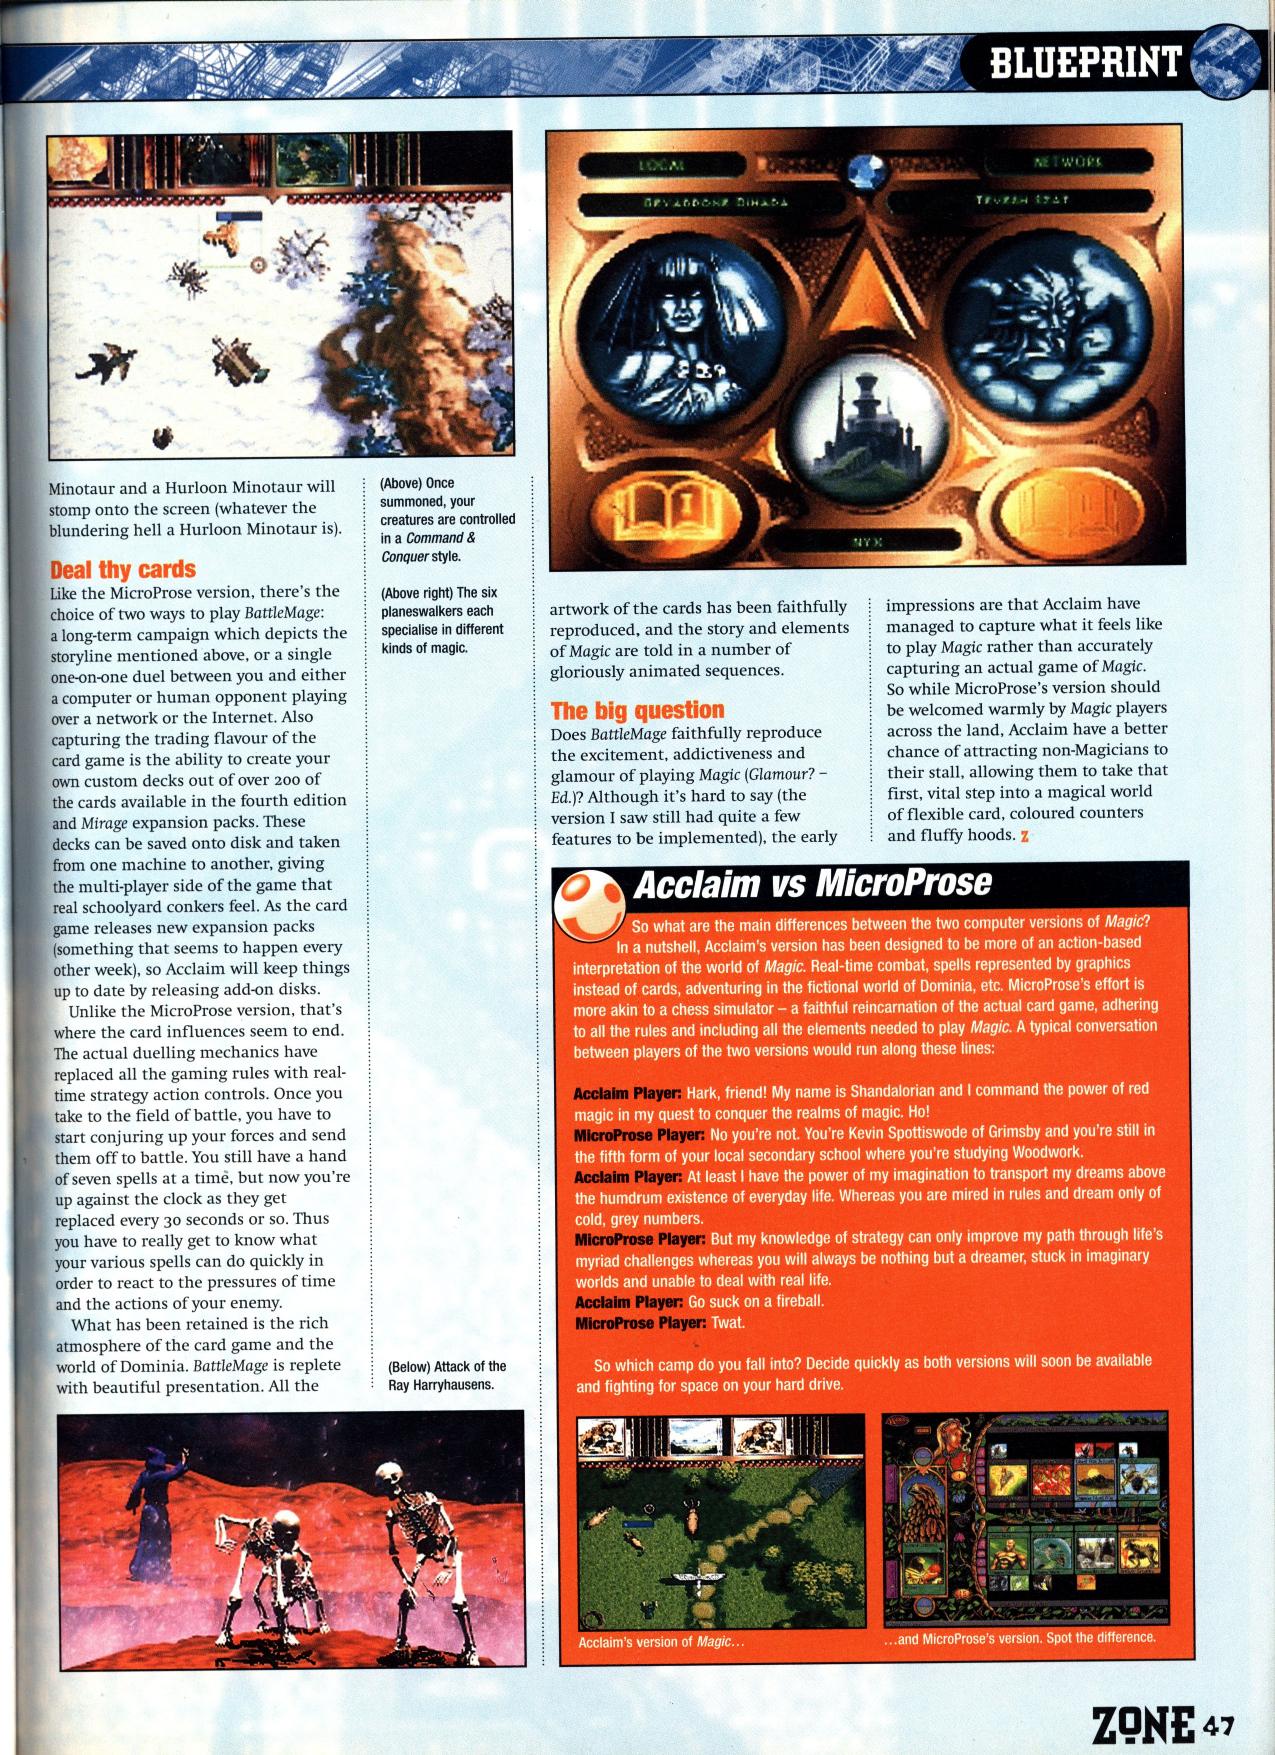 BLUEPRINT
LOCAL
NETWORK
TEVESH SZAT
NYX
Minotaur and a Hurloon Minotaur will
stomp onto the screen (whatever the
blundering hell a Hurloon Minotaur is).
Deal thy cards
Like the MicroProse version, there's the
choice of two ways to play BattleMage:
a long-term campaign which depicts the
storyline mentioned above, or a single
one-on-one duel between you and either
a computer or human opponent playing
over a network or the Internet. Also
capturing the trading flavour of the
card game is the ability to create your
own custom decks out of over 200 of
the cards available in the fourth edition
and Mirage expansion packs. These
decks can be saved onto disk and taken
from one machine to another, giving
the multi-player side of the game that
real schoolyard conkers feel. As the card
game releases new expansion packs
(something that seems to happen every
other week), so Acclaim will keep things
up to date by releasing add-on disks.
Unlike the MicroProse version, that's
where the card influences seem to end.
The actual duelling mechanics have
replaced all the gaming rules with real-
time strategy action controls. Once you
take to the field of battle, you have to
start conjuring up your forces and send
them off to battle. You still have a hand
of seven spells at a time, but now you're
up against the clock as they get
replaced every 30 seconds or so. Thus
you have to really get to know what
your various spells can do quickly in
order to react to the pressures of time
and the actions of your enemy.
What has been retained is the rich
atmosphere of the card game and the
world of Dominia. BattleMage is replete
with beautiful presentation. All the
(Above) Once
summoned, your
creatures are controlled
in a Command &
Conquer style.
(Above right) The six
planeswalkers each
specialise in different
kinds of magic.
(Below) Attack of the
Ray Harryhausens.
artwork of the cards has been faithfully
reproduced, and the story and elements
of Magic are told in a number of
gloriously animated sequences.
The big question
Does BattleMage faithfully reproduce
the excitement, addictiveness and
glamour of playing Magic (Glamour? –
Ed.)? Although it's hard to say (the
version I saw still had quite a few
features to be implemented), the early
impressions are that Acclaim have
managed to capture what it feels like
to play Magic rather than accurately
capturing an actual game of Magic.
So while MicroProse's version should
be welcomed warmly by Magic players
across the land, Acclaim have a better
chance of attracting non-Magicians to
their stall, allowing them to take that
first, vital step into a magical world
of flexible card, coloured counters
and fluffy hoods. Z
Acclaim vs MicroProse
So what are the main differences between the two computer versions of Magic?
In a nutshell, Acclaim's version has been designed to be more of an action-based
interpretation of the world of Magic. Real-time combat, spells represented by graphics
instead of cards, adventuring in the fictional world of Dominia, etc. MicroProse's effort is
more akin to a chess simulator – a faithful reincarnation of the actual card game, adhering
to all the rules and including all the elements needed to play Magic. A typical conversation
between players of the two versions would run along these lines:
Acclaim Player: Hark, friend! My name is Shandalorian and I command the power of red
magic in my quest to conquer the realms of magic. Ho!
MicroProse Player: No you're not. You're Kevin Spottiswode of Grimsby and you're still in
the fifth form of your local secondary school where you're studying Woodwork.
Acclaim Player: At least I have the power of my imagination to transport my dreams above
the humdrum existence of everyday life. Whereas you are mired in rules and dream only of
cold, grey numbers.
MicroProse Player: But my knowledge of strategy can only improve my path through life's
myriad challenges whereas you will always be nothing but a dreamer, stuck in imaginary
worlds and unable to deal with real life.
Acclaim Player: Go suck on a fireball.
MicroProse Player: Twat.
So which camp do you fall into? Decide quickly as both versions will soon be available
and fighting for space on your hard drive.
Acclaim's version of Magic...
...and MicroProse's version. Spot the difference.
ZONE 47